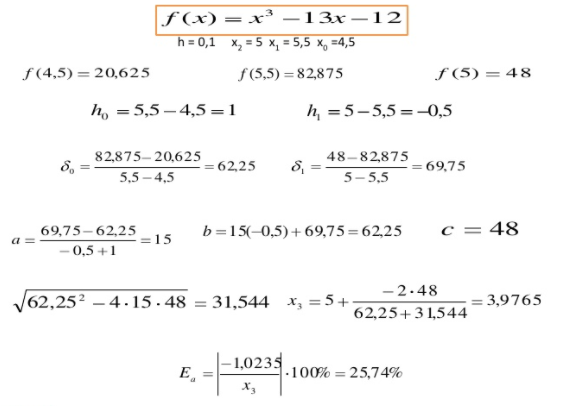 f(x) = x³ − 13x − 12
h = 0,1 x₂ = 5 x₁ = 5,5 x₀ =4,5
f(4,5) = 20,625 f(5,5) = 82,875 f(5) = 48
h₀ = 5,5 − 4,5 = 1 h₁ = 5 − 5,5 = −0,5
δ₀ = (82,875 − 20,625)/(5,5 − 4,5) = 62,25 δ₁ = (48 − 82,875)/(5 − 5,5) = 69,75
a = (69,75 − 62,25)/(−0,5 + 1) = 15 b = 15(−0,5) + 69,75 = 62,25 c = 48
√(62,25² − 4·15·48) = 31,544 x₃ = 5 + (−2·48)/(62,25 + 31,544) = 3,9765
Eₐ = |−1,0235/x₃| ·100% = 25,74%